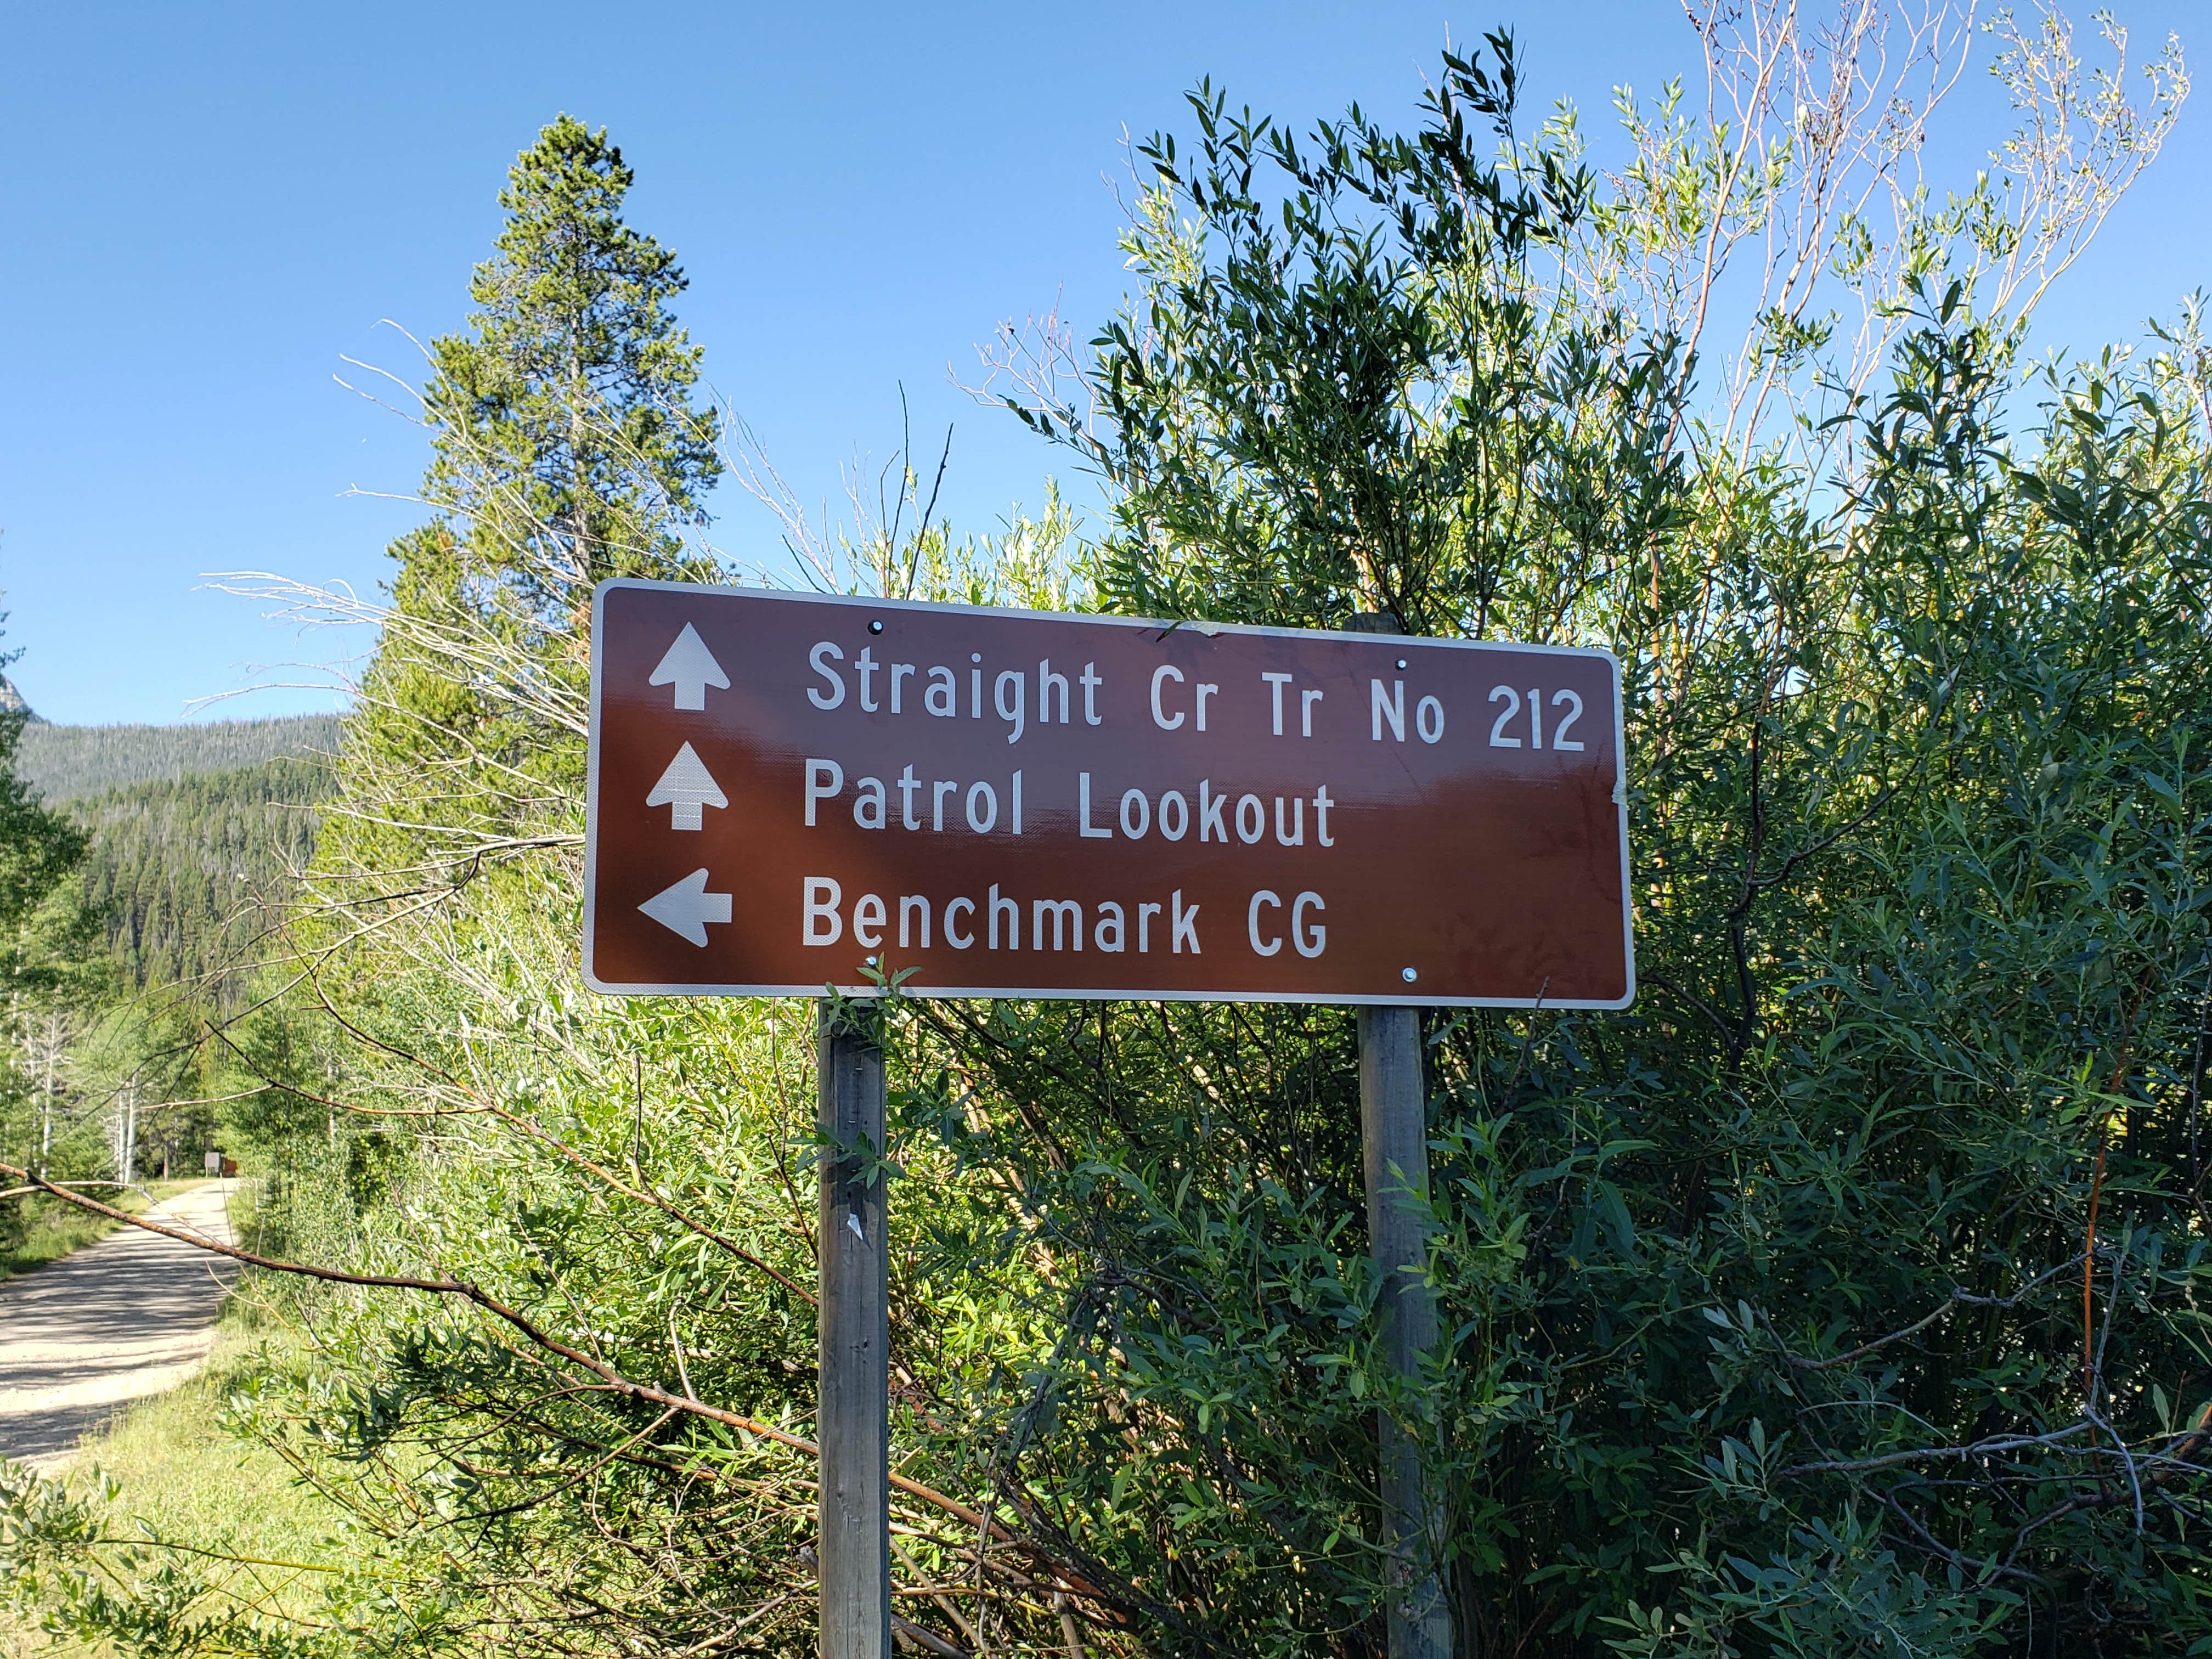 Straight Cr Tr No 212
Patrol Lookout
Benchmark CG